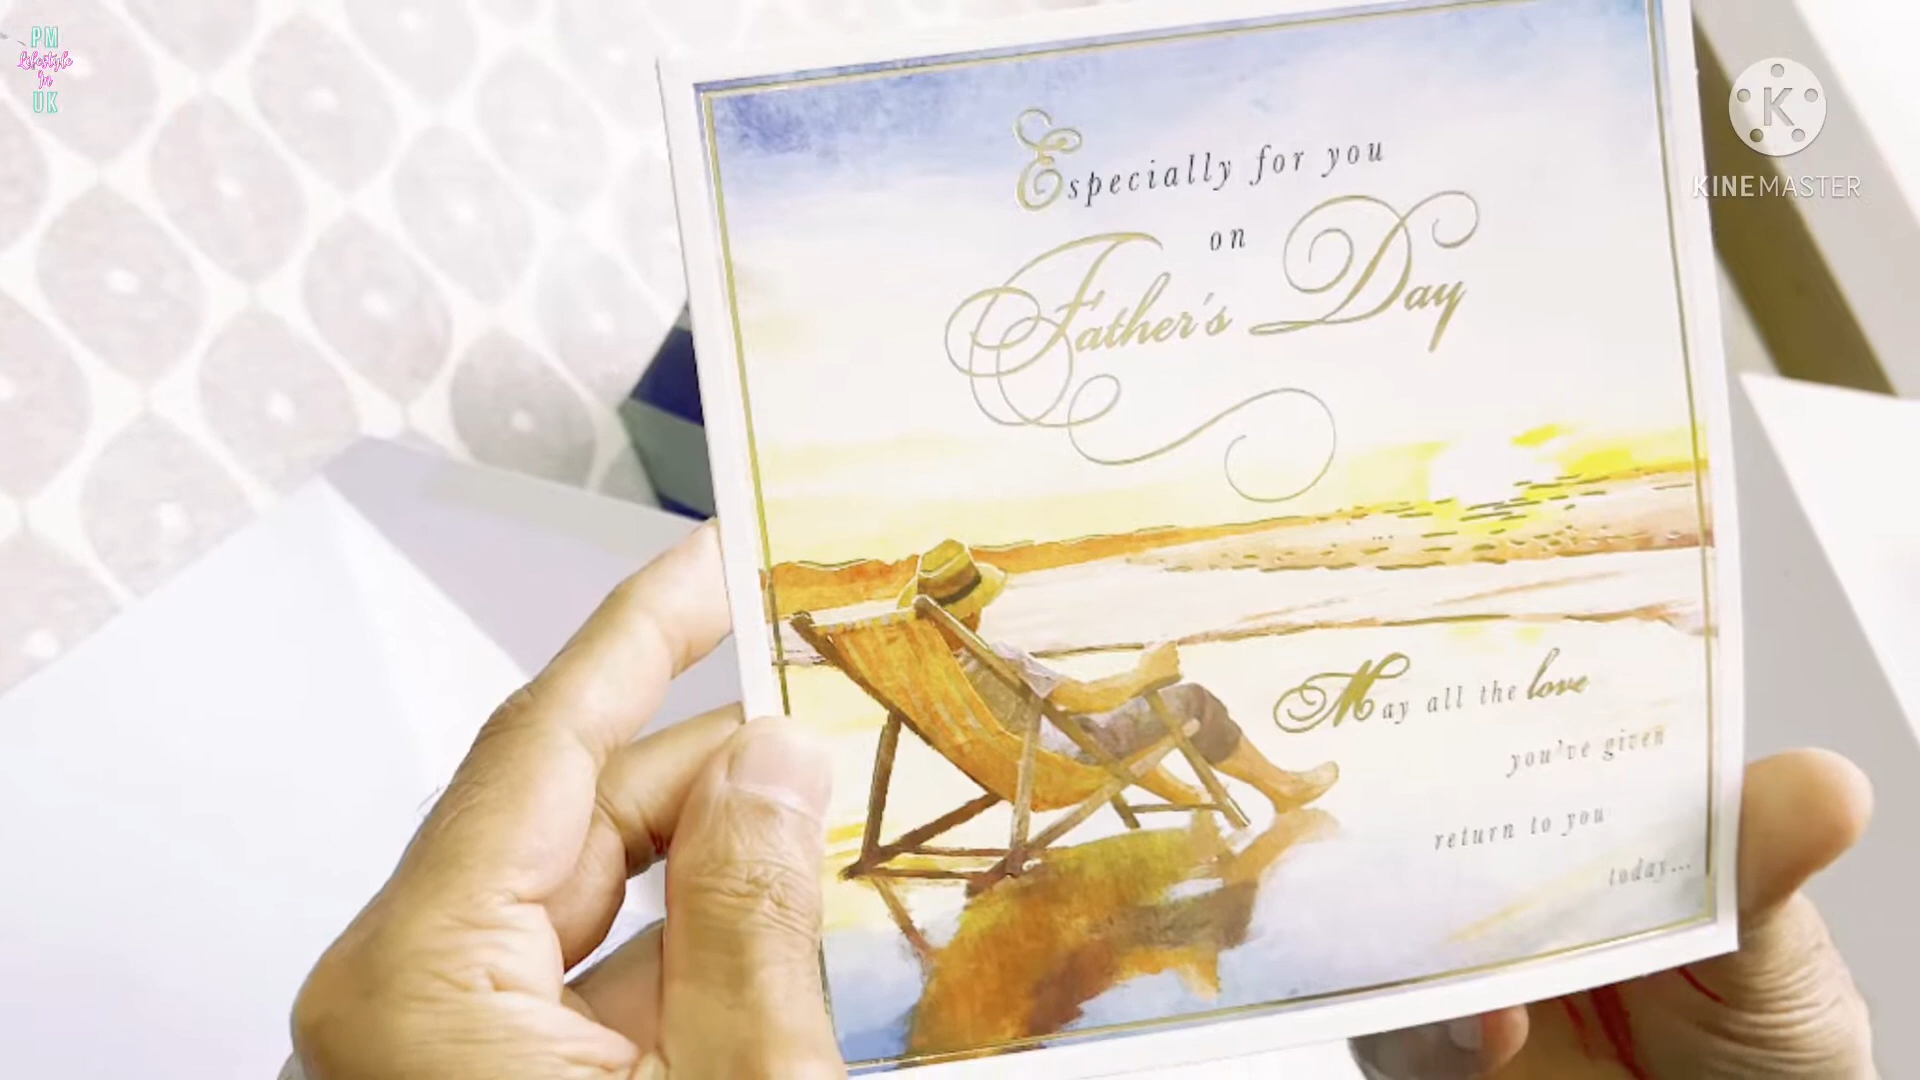 PM
Lifestyle
In
UK
K
KINEMASTER
Especially for you
on
Father's Day
May all the love
you've given
return to you
today...